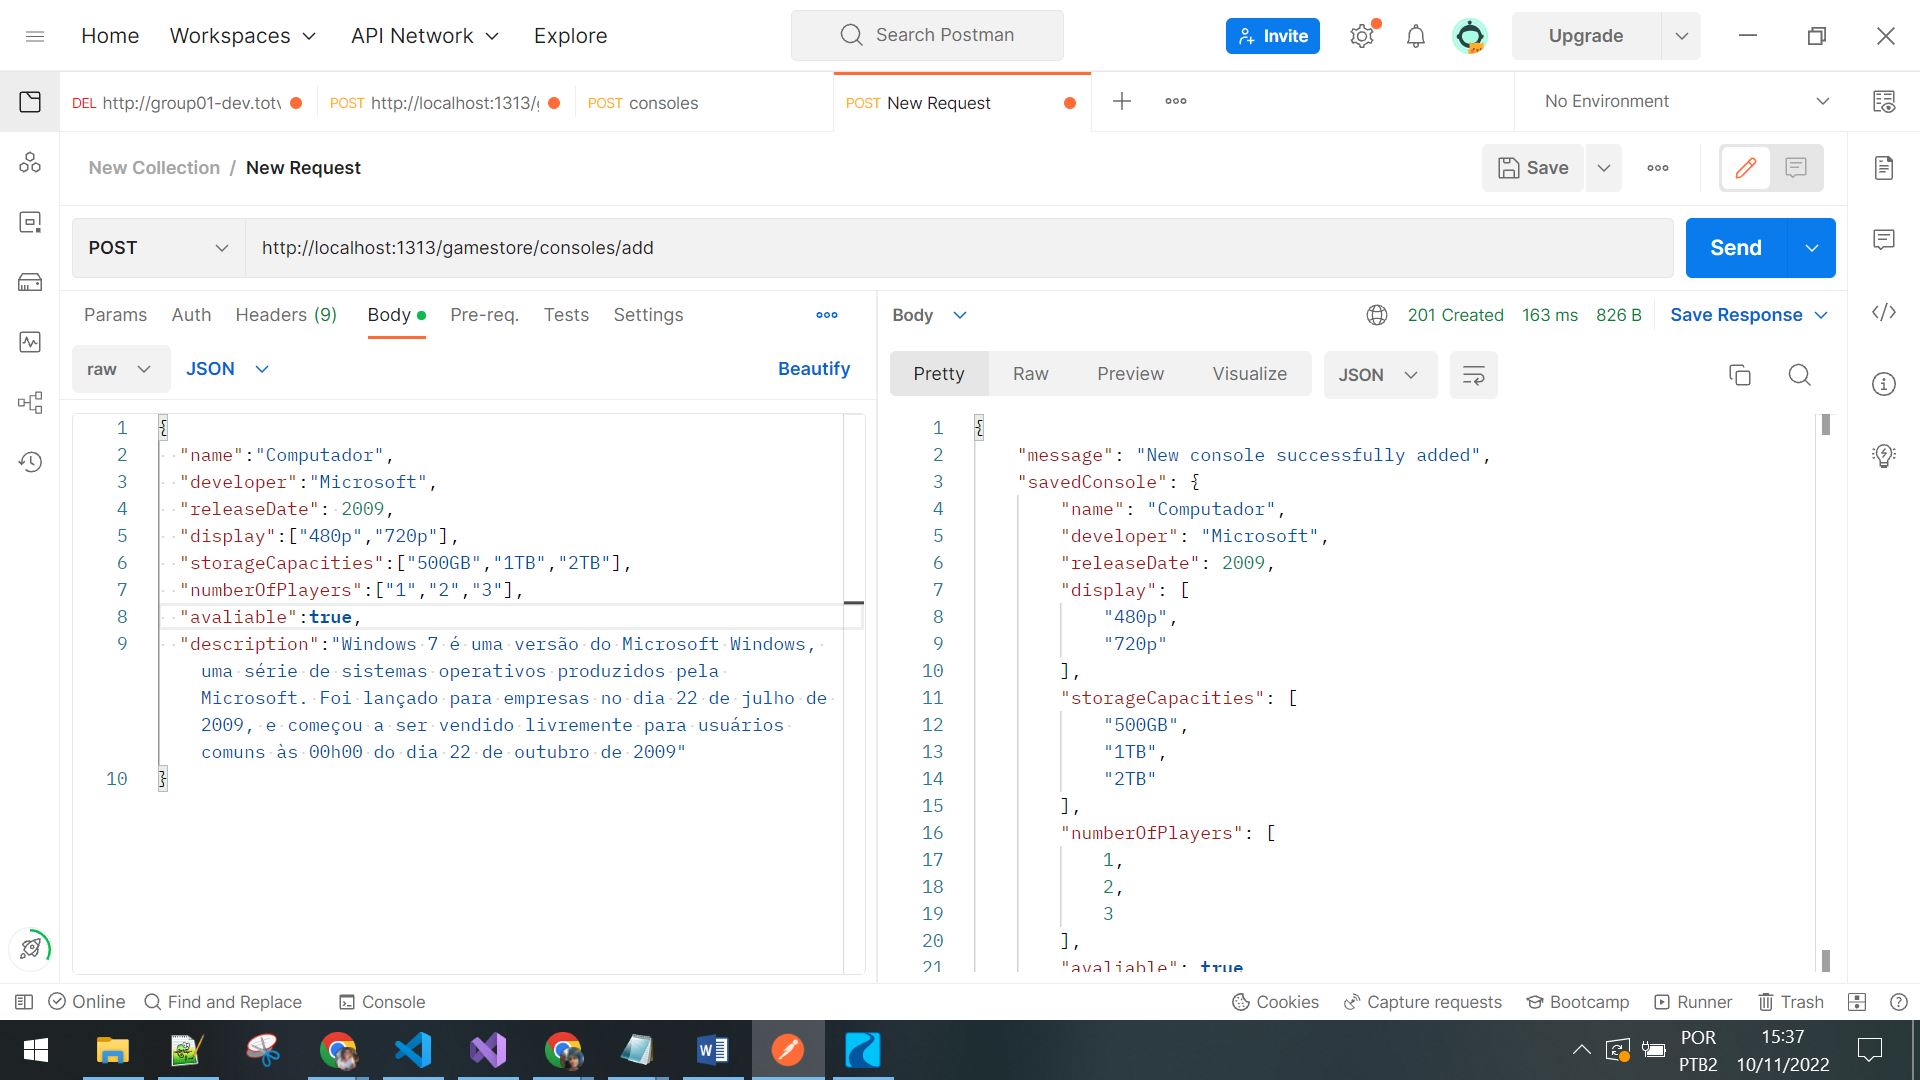 Home Workspaces API Network Explore Search Postman Invite Upgrade
DEL http://group01-dev.totv POST http://localhost:1313/g POST consoles POST New Request No Environment
New Collection / New Request Save
POST http://localhost:1313/gamestore/consoles/add Send
Params Auth Headers (9) Body Pre-req. Tests Settings
raw JSON Beautify
1 {
2 "name":"Computador",
3 "developer":"Microsoft",
4 "releaseDate": 2009,
5 "display":["480p","720p"],
6 "storageCapacities":["500GB","1TB","2TB"],
7 "numberOfPlayers":["1","2","3"],
8 "avaliable":true,
9 "description":"Windows 7 é uma versão do Microsoft Windows,
uma série de sistemas operativos produzidos pela
Microsoft. Foi lançado para empresas no dia 22 de julho de
2009, e começou a ser vendido livremente para usuários
comuns às 00h00 do dia 22 de outubro de 2009"
10 }
Body 201 Created 163 ms 826 B Save Response
Pretty Raw Preview Visualize JSON
1 {
2 "message": "New console successfully added",
3 "savedConsole": {
4 "name": "Computador",
5 "developer": "Microsoft",
6 "releaseDate": 2009,
7 "display": [
8 "480p",
9 "720p"
10 ],
11 "storageCapacities": [
12 "500GB",
13 "1TB",
14 "2TB"
15 ],
16 "numberOfPlayers": [
17 1,
18 2,
19 3
20 ],
21 "avaliable": true
Online Find and Replace Console Cookies Capture requests Bootcamp Runner Trash
POR 15:37
PTB2 10/11/2022